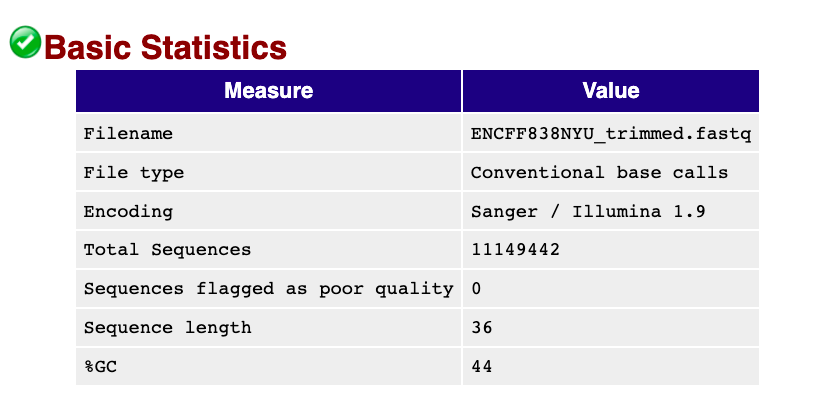 Basic Statistics
Measure Value
Filename ENCFF838NYU_trimmed.fastq
File type Conventional base calls
Encoding Sanger / Illumina 1.9
Total Sequences 11149442
Sequences flagged as poor quality 0
Sequence length 36
%GC 44